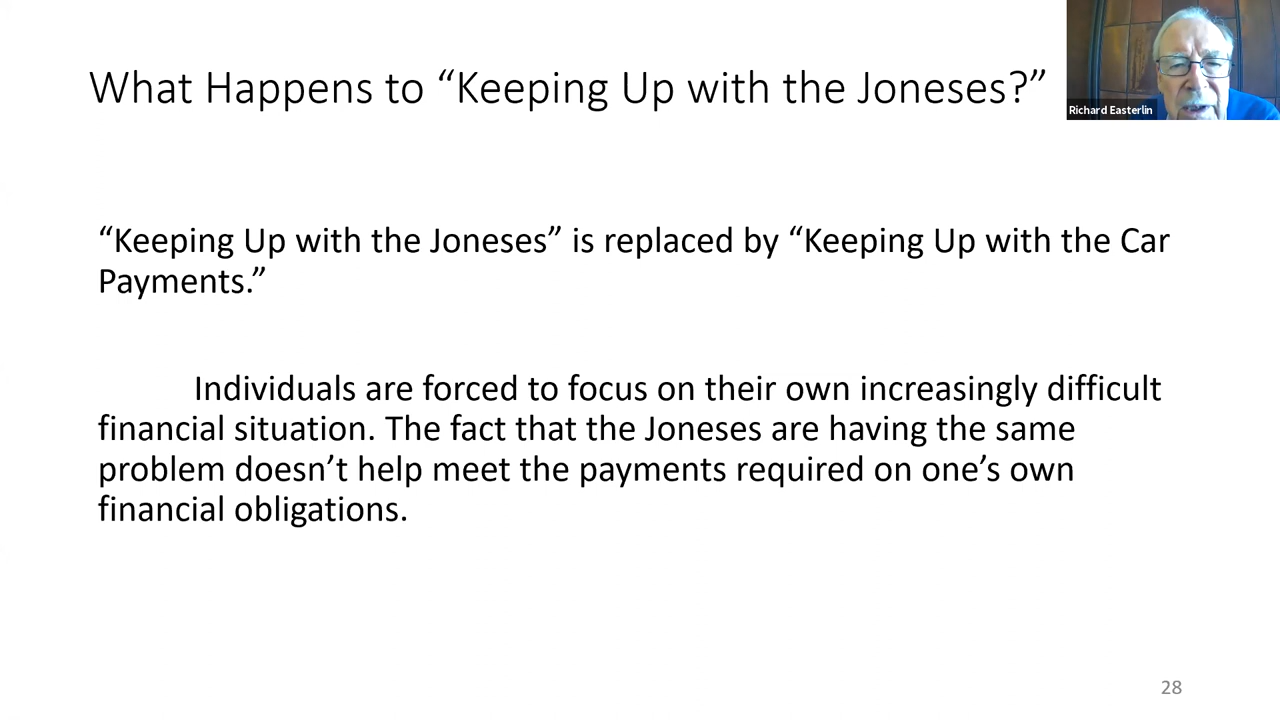 What Happens to “Keeping Up with the Joneses?”
Richard Easterlin
“Keeping Up with the Joneses” is replaced by “Keeping Up with the Car
Payments.”
Individuals are forced to focus on their own increasingly difficult
financial situation. The fact that the Joneses are having the same
problem doesn’t help meet the payments required on one’s own
financial obligations.
28